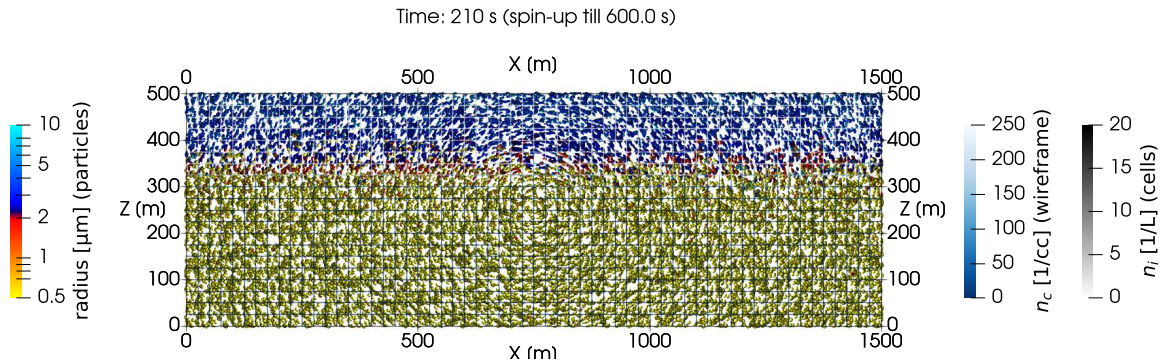 Time: 210 s (spin-up till 600.0 s)
X (m)
0 500 1000 1500
500 500
400 400
300 300
Z (m) Z (m)
200 200
100 100
0 0
0 500 1000 1500
X (m)
10
5
2
1
0.5
radius [µm] (particles)
250
200
150
100
50
0
n_c [1/cc] (wireframe)
20
15
10
5
0
n_i [1/L] (cells)